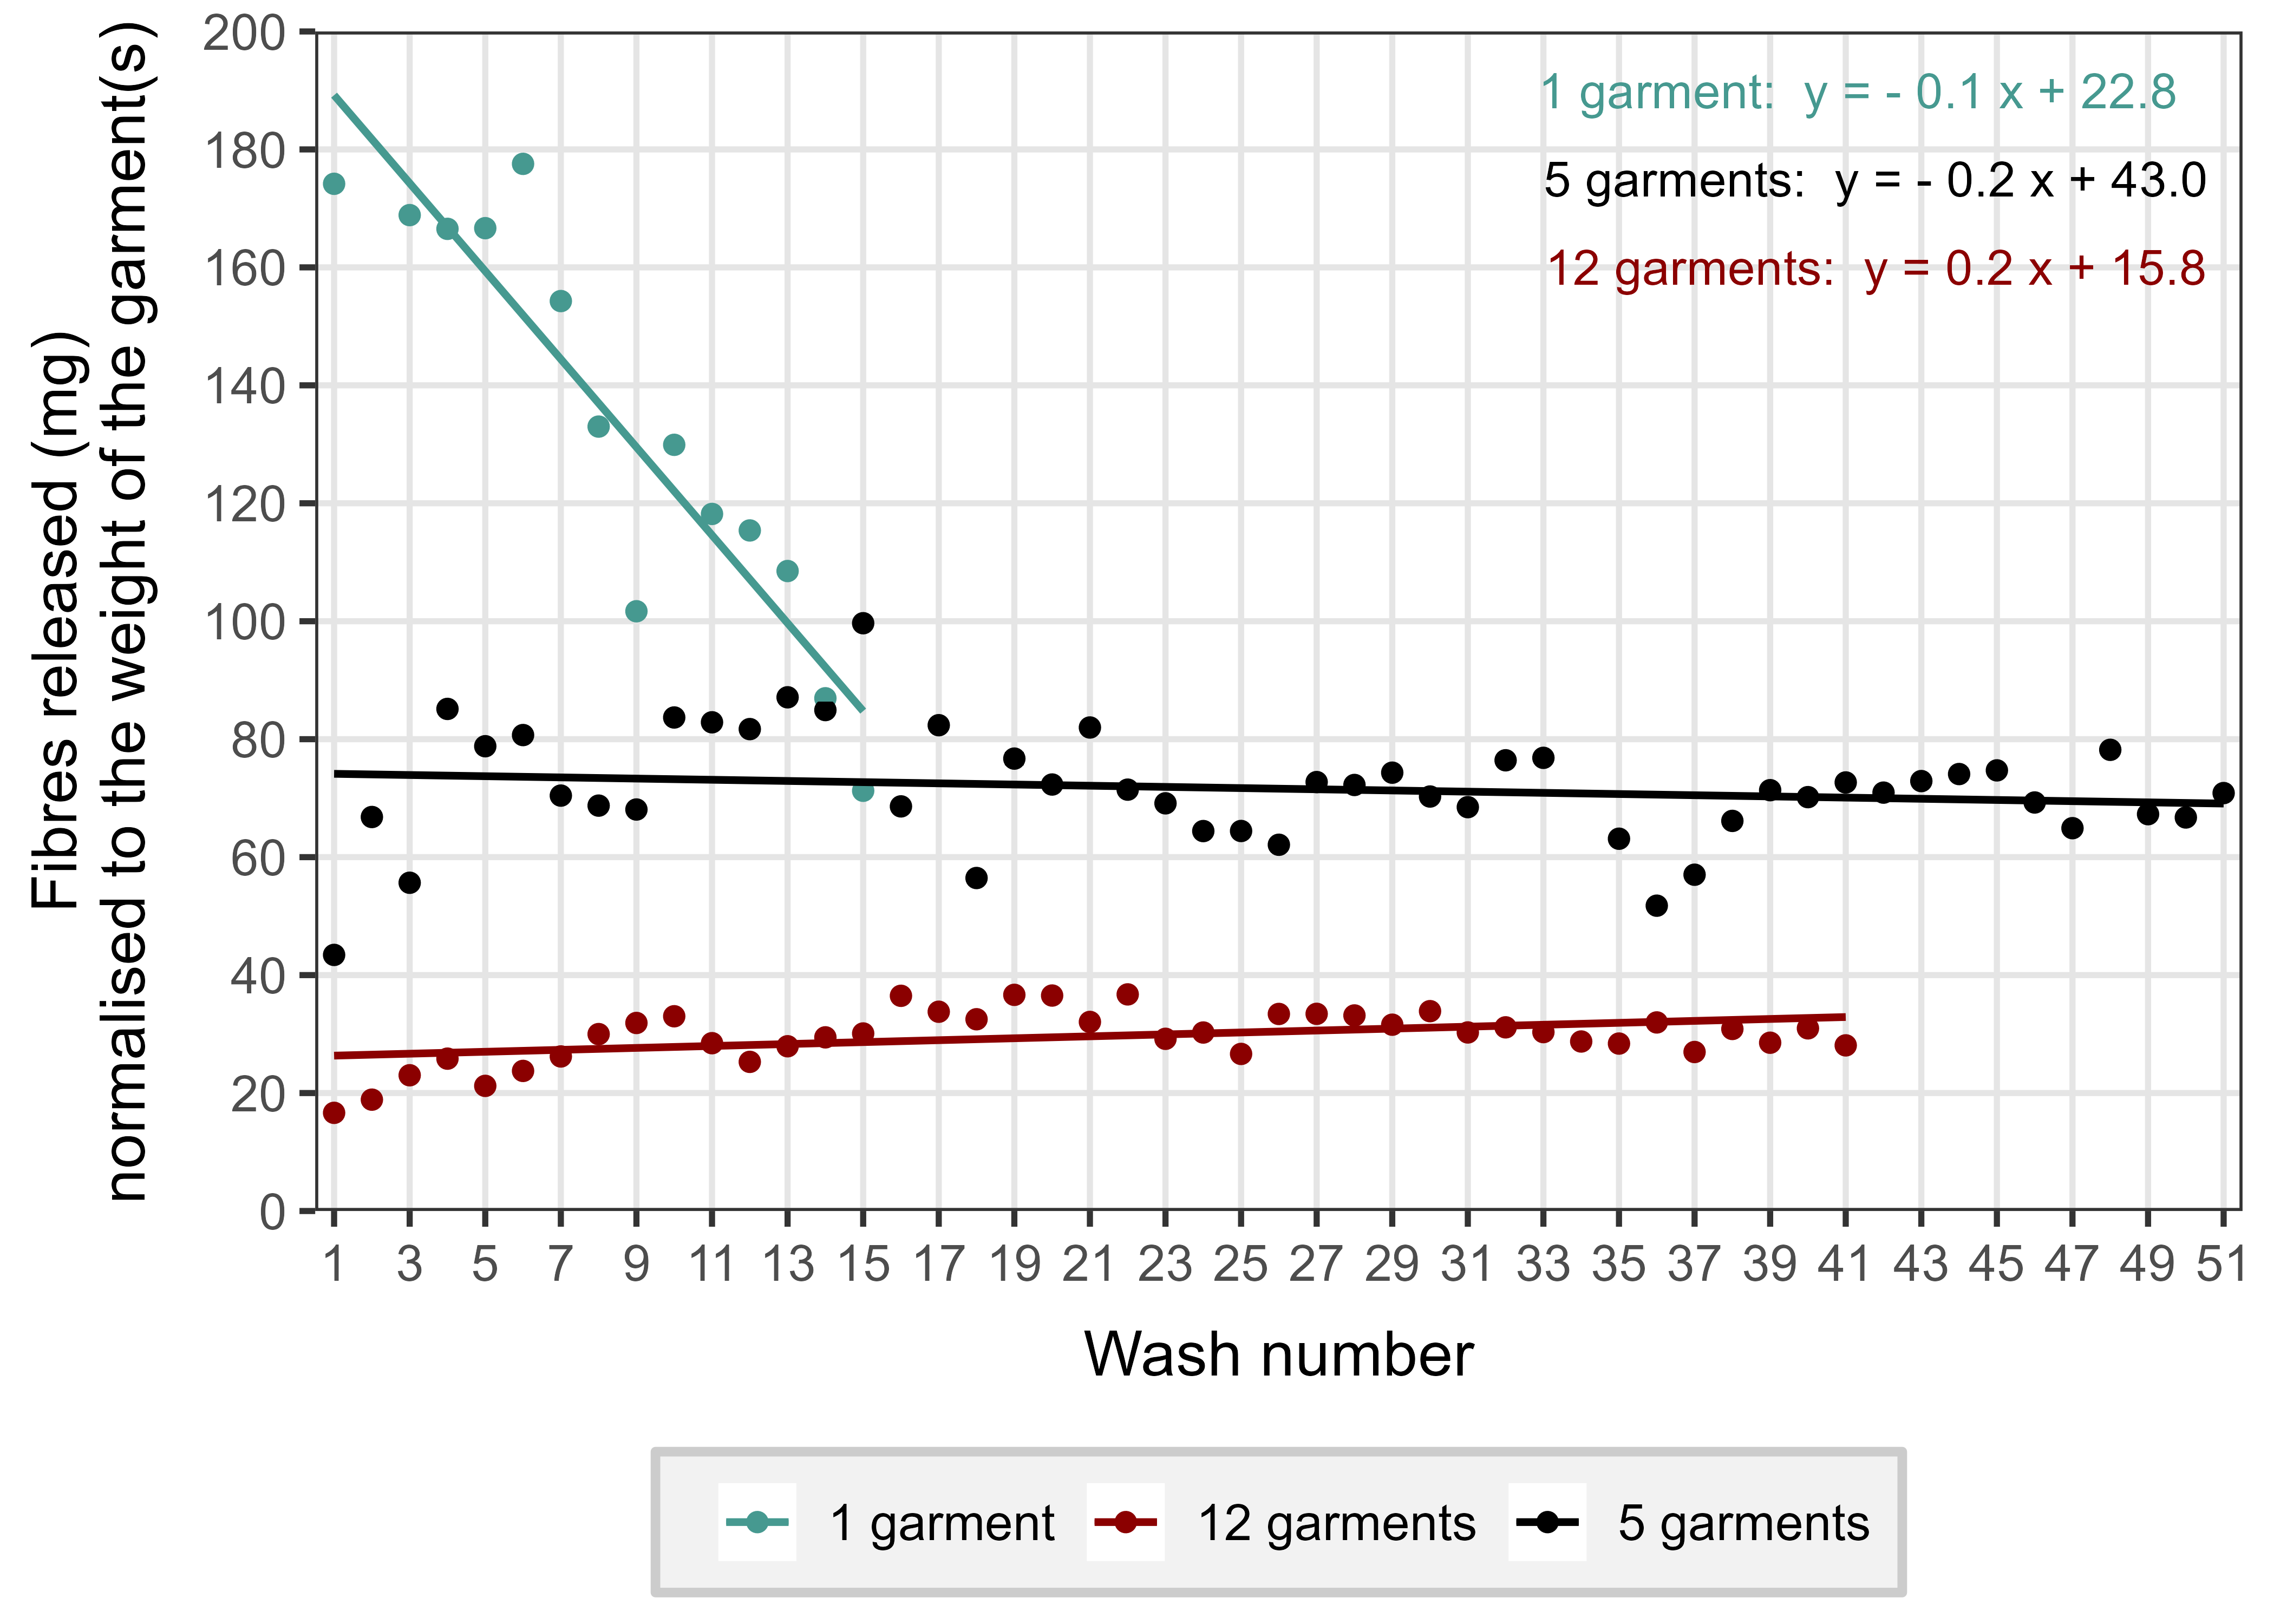 Fibres released (mg)
normalised to the weight of the garment(s)
200
180
160
140
120
100
80
60
40
20
0
1 garment: y = - 0.1 x + 22.8
5 garments: y = - 0.2 x + 43.0
12 garments: y = 0.2 x + 15.8
1 3 5 7 9 11 13 15 17 19 21 23 25 27 29 31 33 35 37 39 41 43 45 47 49 51
Wash number
1 garment 12 garments 5 garments